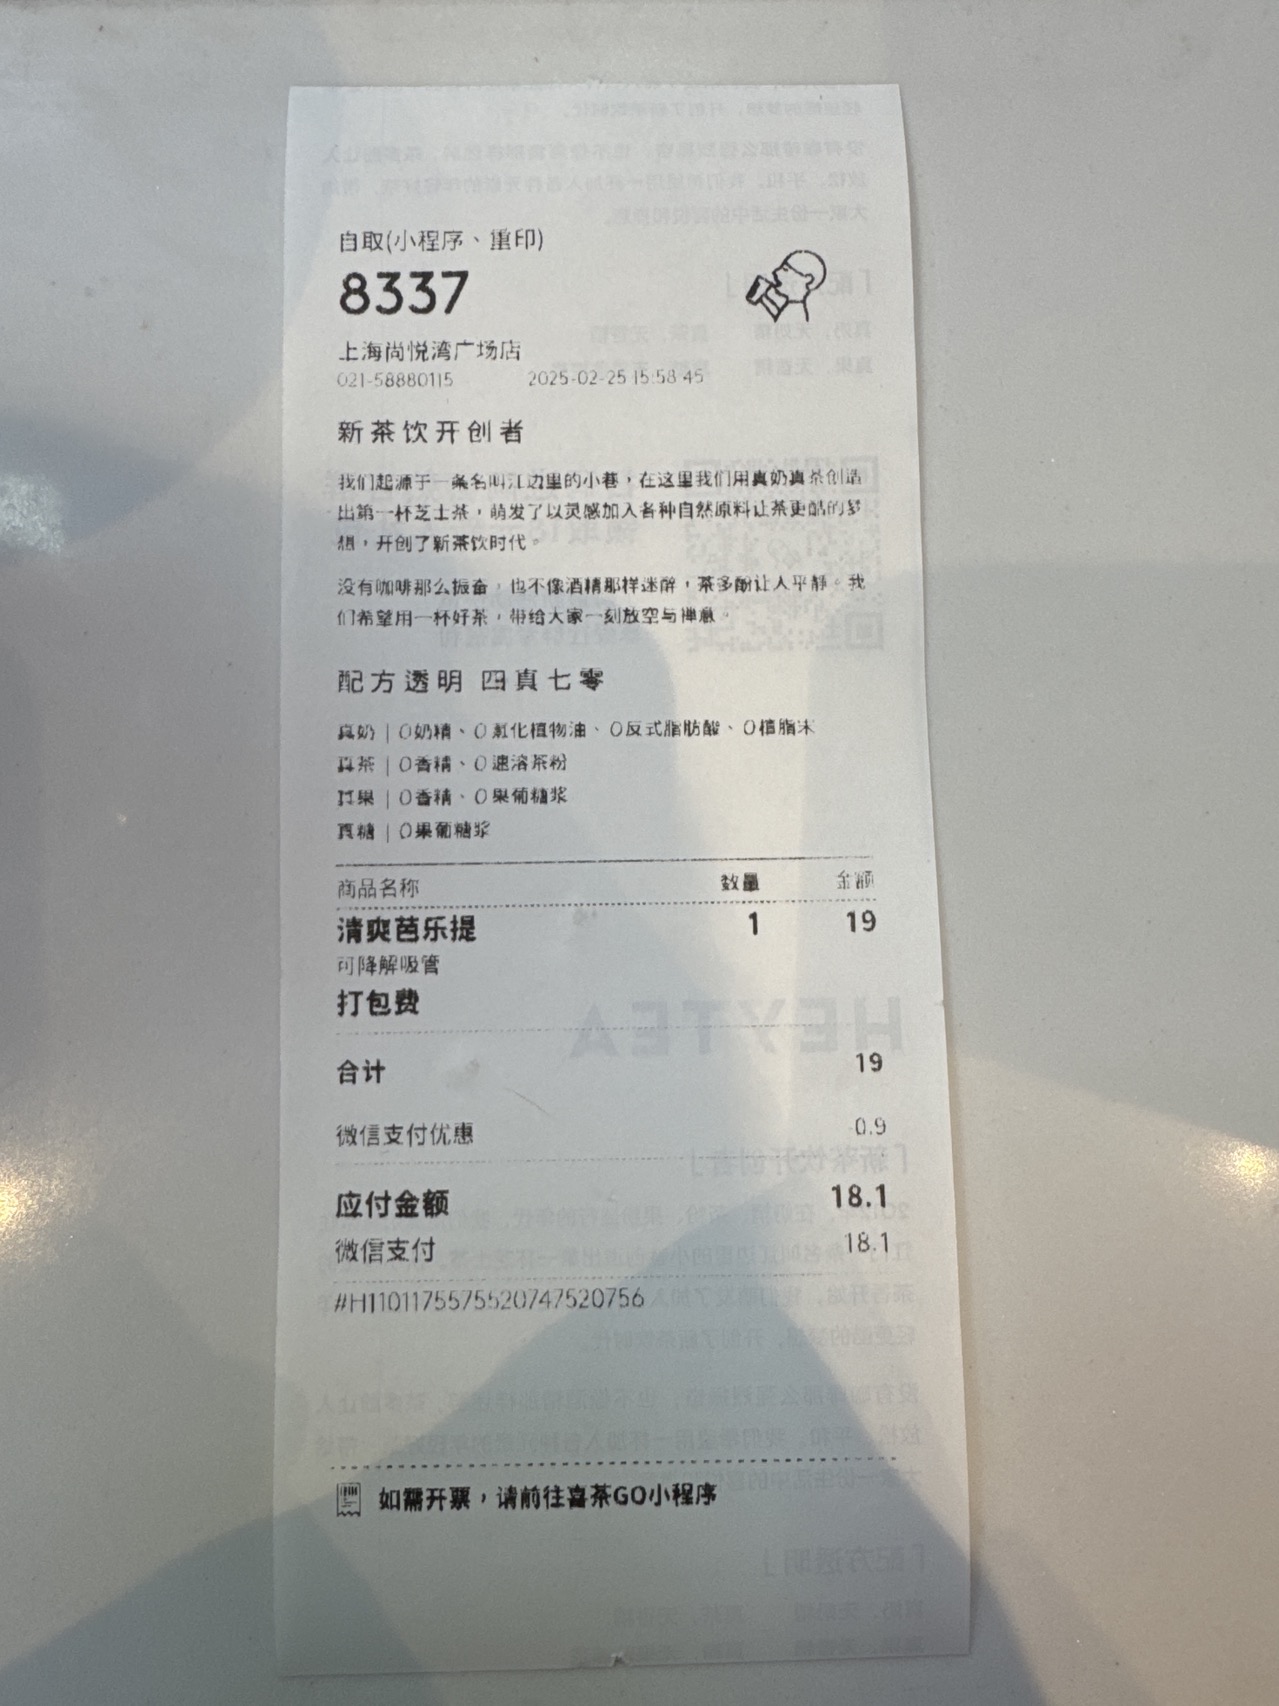 自取(小程序、重印)
8337
上海尚悦湾广场店
021-58880115 2025-02-25 15:58:45
新茶饮开创者
我们起源于一条名叫江边里的小巷，在这里我们用真奶真茶创造
出第一杯芝士茶，萌发了以灵感加入各种自然原料让茶更酷的梦
想，开创了新茶饮时代。
没有咖啡那么振奋，也不像酒精那样迷醉，茶多酚让人平静。我
们希望用一杯好茶，带给大家一刻放空与禅意。
配方透明 四真七零
真奶 | 0奶精、0氢化植物油、0反式脂肪酸、0植脂末
真茶 | 0香精、0速溶茶粉
真果 | 0香精、0果葡糖浆
真糖 | 0果葡糖浆
商品名称 数量 金额
清爽芭乐提 1 19
可降解吸管
打包费
合计 19
微信支付优惠 -0.9
应付金额 18.1
微信支付 18.1
#H11011755755207475207​56
如需开票，请前往喜茶GO小程序
HEYTEA
「新茶饮开创者」
「配方透明」